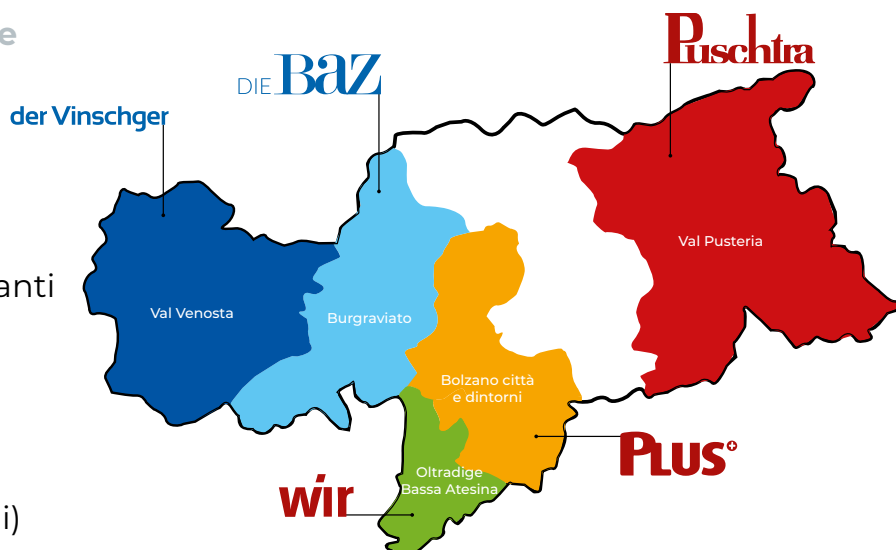 e
Puschtra
DIE BaZ
der Vinschger
Val Pusteria
anti
Val Venosta
Burgraviato
Bolzano città
e dintorni
PLUS+
Oltradige
Bassa Atesina
wir
i)